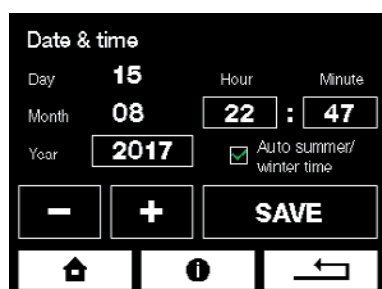 Date & time
Day 15 Hour Minute
Month 08 22 : 47
Year 2017 Auto summer/
winter time
− + SAVE
i